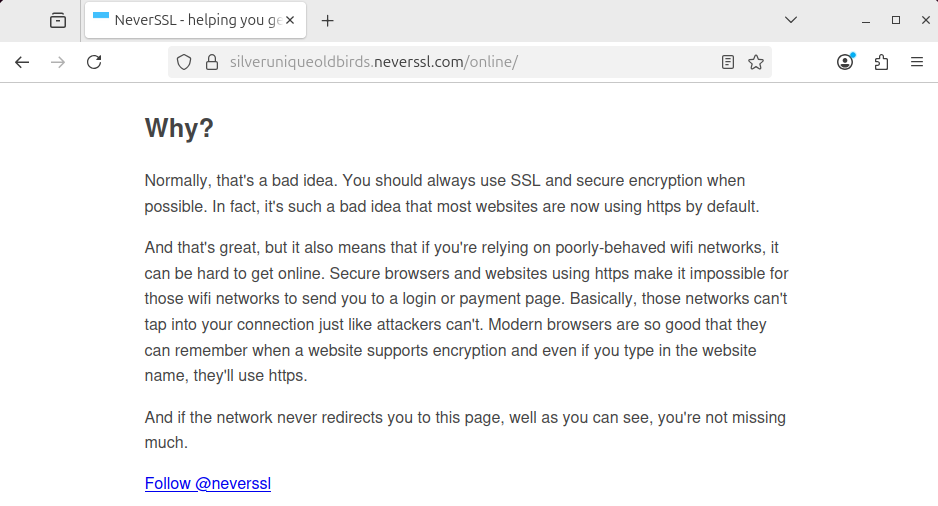 NeverSSL - helping you ge
silveruniqueoldbirds.neverssl.com/online/
Why?
Normally, that's a bad idea. You should always use SSL and secure encryption when
possible. In fact, it's such a bad idea that most websites are now using https by default.
And that's great, but it also means that if you're relying on poorly-behaved wifi networks, it
can be hard to get online. Secure browsers and websites using https make it impossible for
those wifi networks to send you to a login or payment page. Basically, those networks can't
tap into your connection just like attackers can't. Modern browsers are so good that they
can remember when a website supports encryption and even if you type in the website
name, they'll use https.
And if the network never redirects you to this page, well as you can see, you're not missing
much.
Follow @neverssl